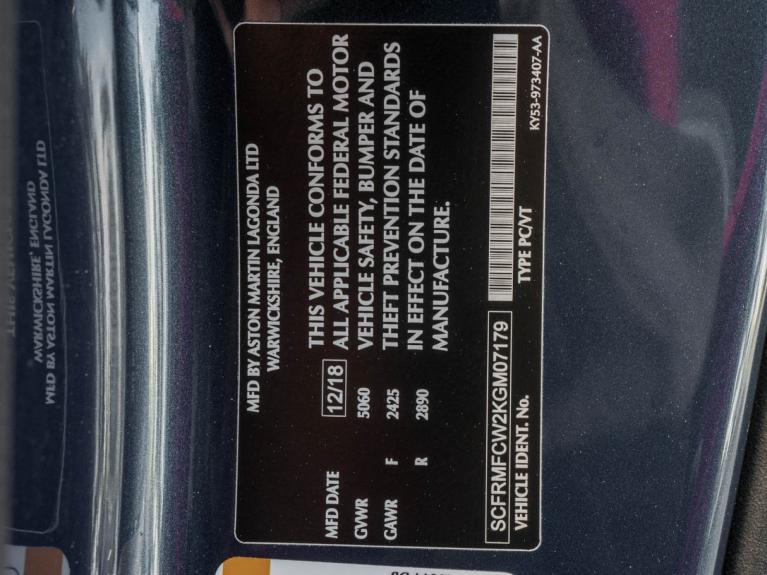 MFD BY ASTON MARTIN LAGONDA LTD
WARWICKSHIRE, ENGLAND
MFD DATE 12/18 THIS VEHICLE CONFORMS TO
ALL APPLICABLE FEDERAL MOTOR
GVWR 5060 VEHICLE SAFETY, BUMPER AND
GAWR F 2425 THEFT PREVENTION STANDARDS
R 2890 IN EFFECT ON THE DATE OF
MANUFACTURE.
SCFRMFCW2KGM07179
VEHICLE IDENT. No. TYPE PC/VT
KY53-973407-AA